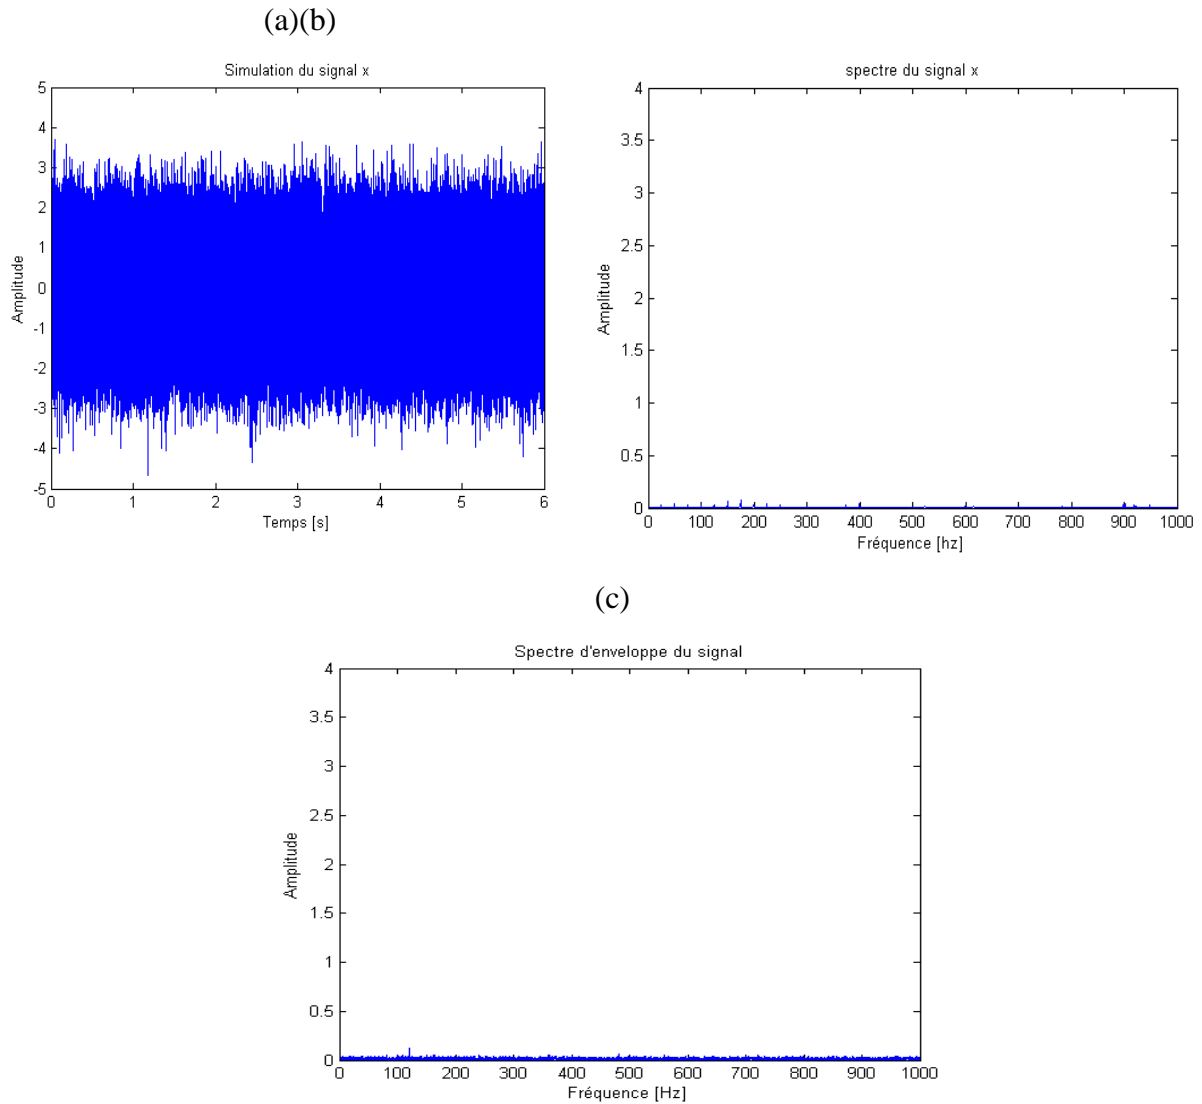 (a)(b)
Simulation du signal x
5
4
3
2
1
0
-1
-2
-3
-4
-5
Amplitude
0 1 2 3 4 5 6
Temps [s]
spectre du signal x
4
3.5
3
2.5
2
1.5
1
0.5
0
Amplitude
0 100 200 300 400 500 600 700 800 900 1000
Fréquence [hz]
(c)
Spectre d'enveloppe du signal
4
3.5
3
2.5
2
1.5
1
0.5
0
Amplitude
0 100 200 300 400 500 600 700 800 900 1000
Fréquence [Hz]